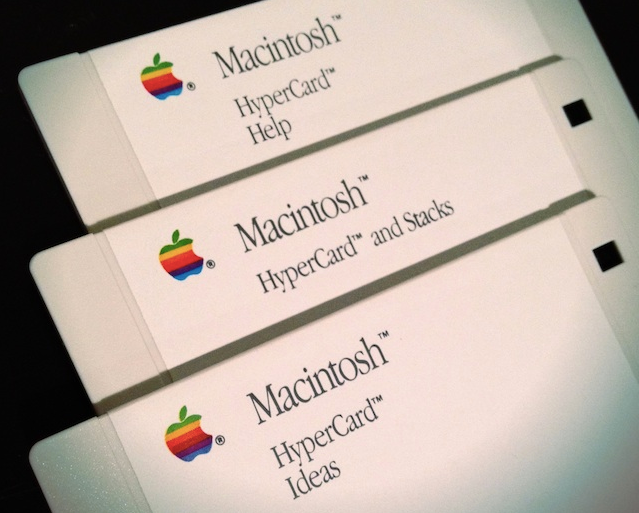 Macintosh™
HyperCard™
Help
®
Macintosh™
HyperCard™ and Stacks
®
Macintosh™
HyperCard™
Ideas
®